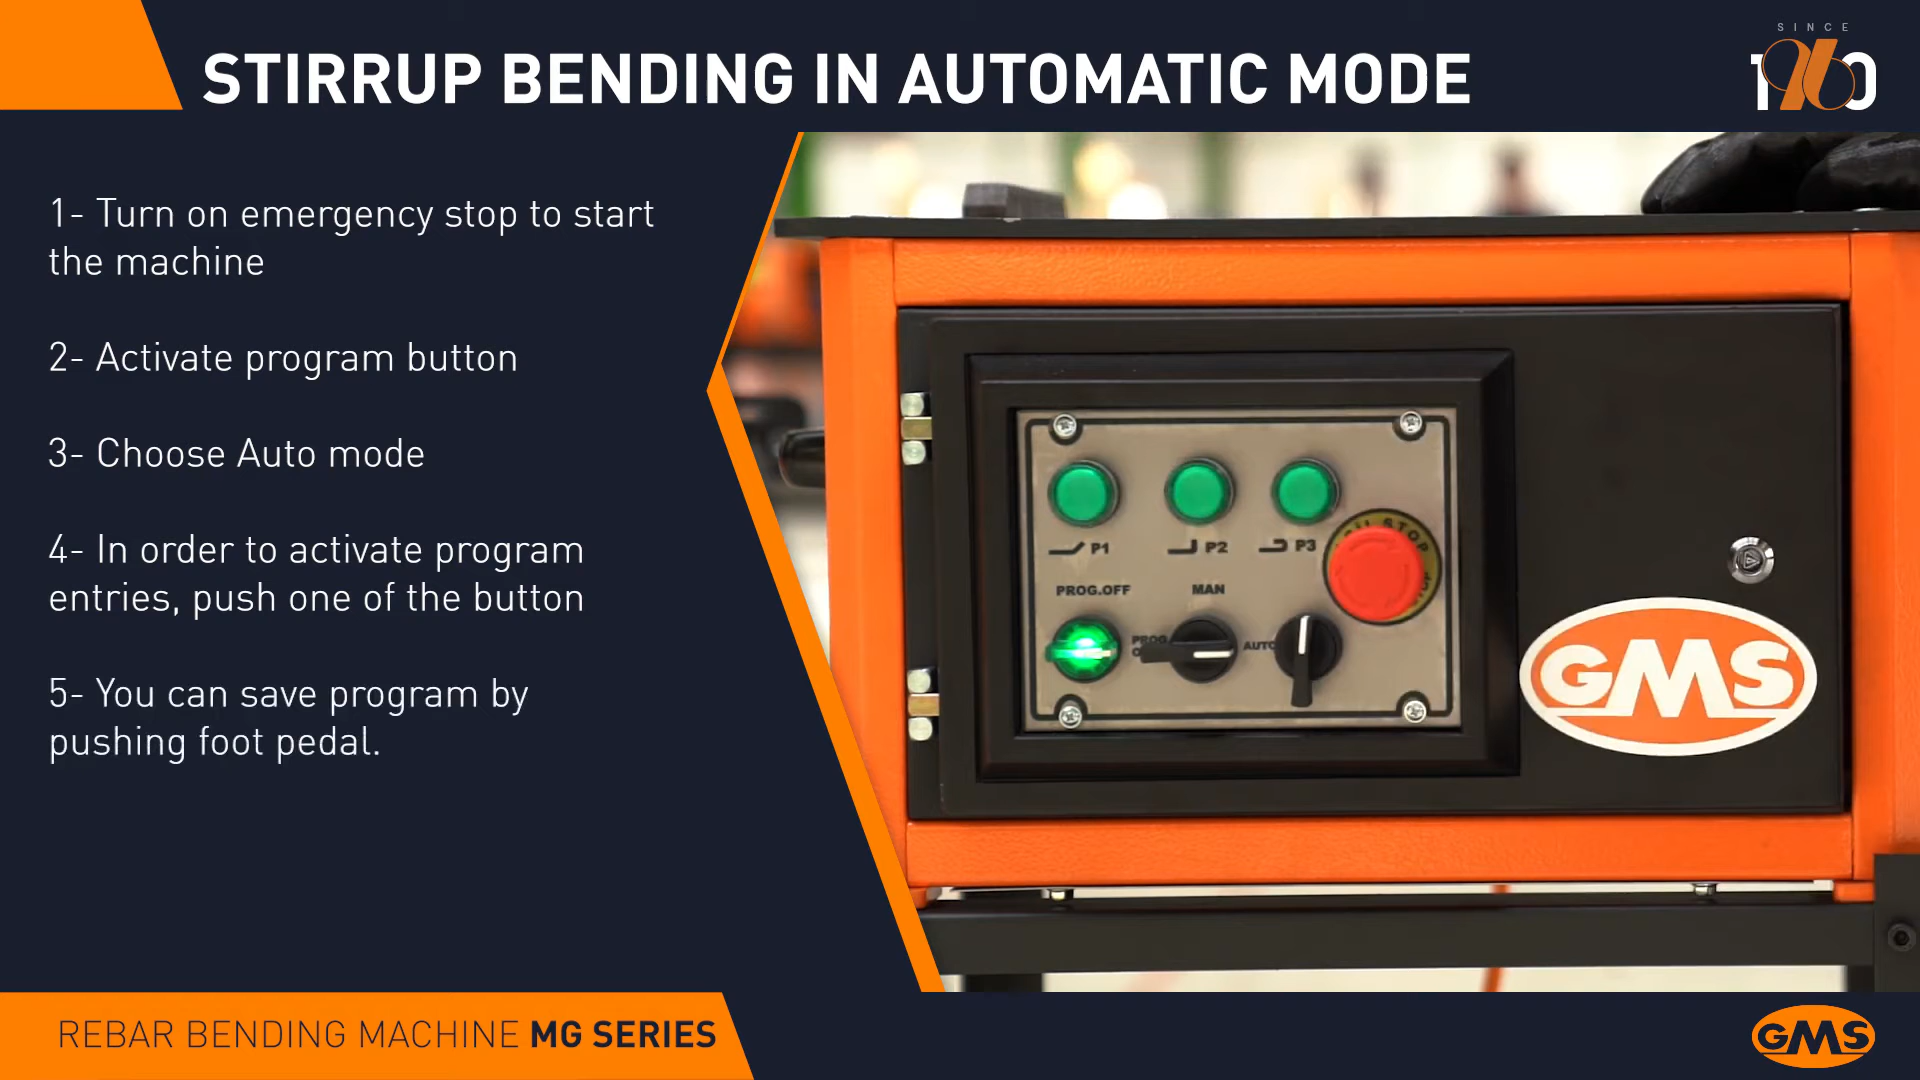 SINCE
1960
STIRRUP BENDING IN AUTOMATIC MODE
1- Turn on emergency stop to start
the machine
2- Activate program button
3- Choose Auto mode
4- In order to activate program
entries, push one of the button
5- You can save program by
pushing foot pedal.
P1 P2 P3
STOP
PROG.OFF MAN
PROG AUTO
GMS
REBAR BENDING MACHINE MG SERIES
GMS